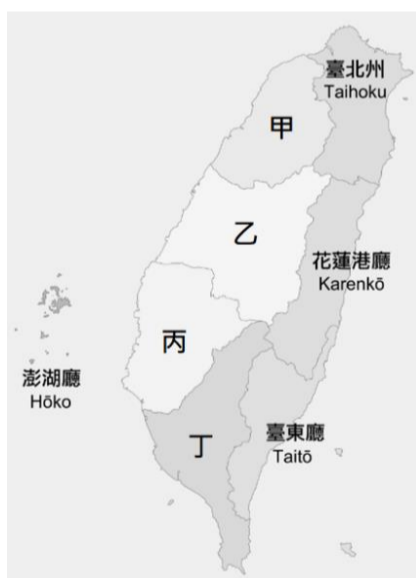 臺北州
Taihoku
甲
乙
花蓮港廳
Karenkō
丙
澎湖廳
Hōko
丁
臺東廳
Taitō